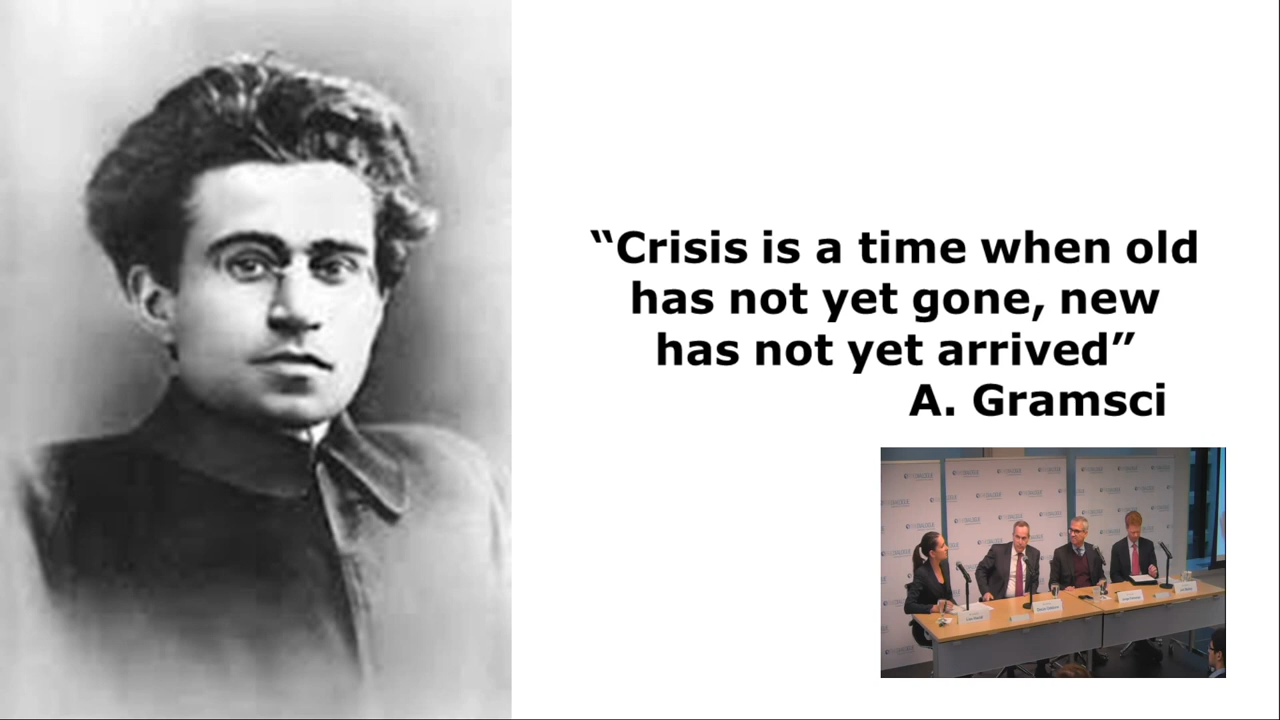 “Crisis is a time when old
has not yet gone, new
has not yet arrived”
A. Gramsci